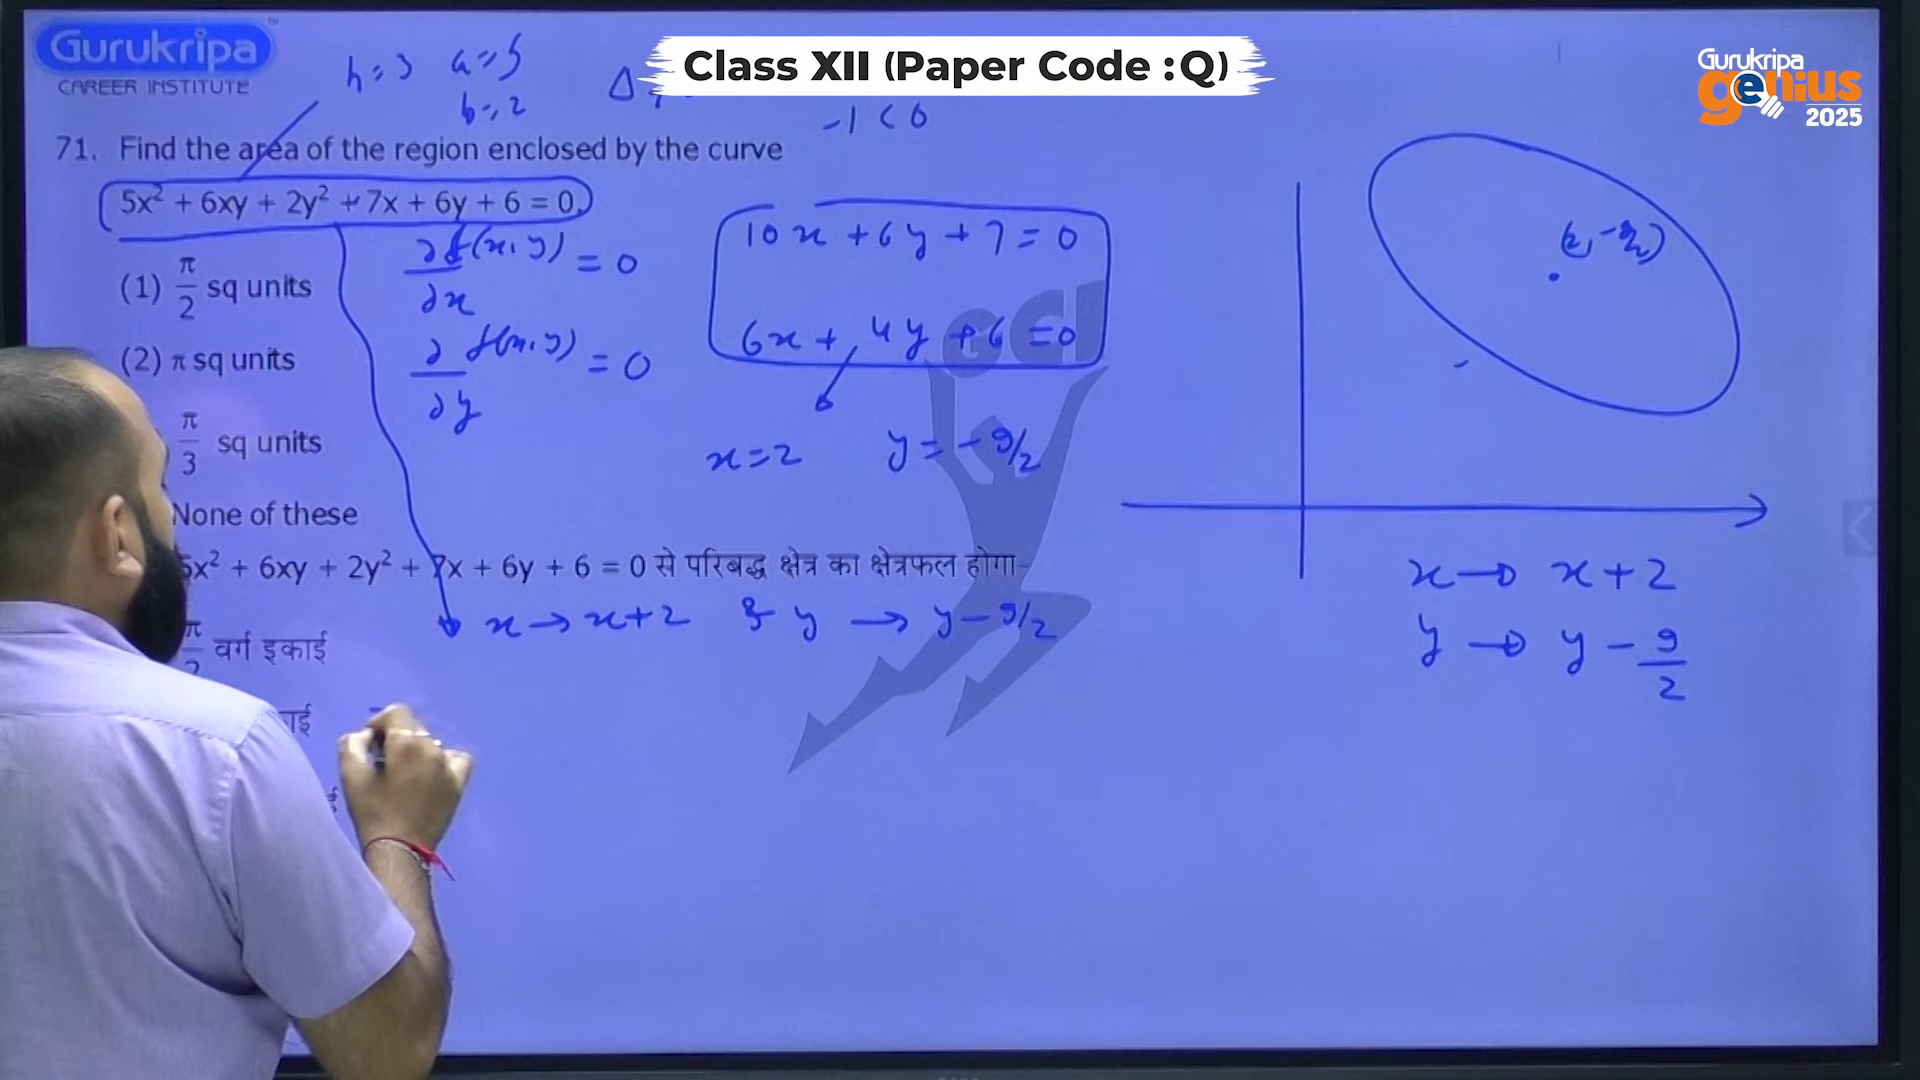 Gurukripa
CAREER INSTITUTE
Class XII (Paper Code :Q)
Gurukripa
genius
2025
h = 3 a = 5
b = 2
Δ ≠
-1 < 0
71. Find the area of the region enclosed by the curve
5x² + 6xy + 2y² + 7x + 6y + 6 = 0.
(1) π/2 sq units
(2) π sq units
π/3 sq units
None of these
5x² + 6xy + 2y² + 7x + 6y + 6 = 0 से परिबद्ध क्षेत्र का क्षेत्रफल होगा-
वर्ग इकाई
∂f(x,y)/∂x = 0
∂/∂y f(x,y) = 0
10x + 6y + 7 = 0
6x + 4y + 6 = 0
GCI
x = 2 y = -9/2
x → x+2 & y → y - 9/2
(2, -9/2)
x → x+2
y → y - 9/2